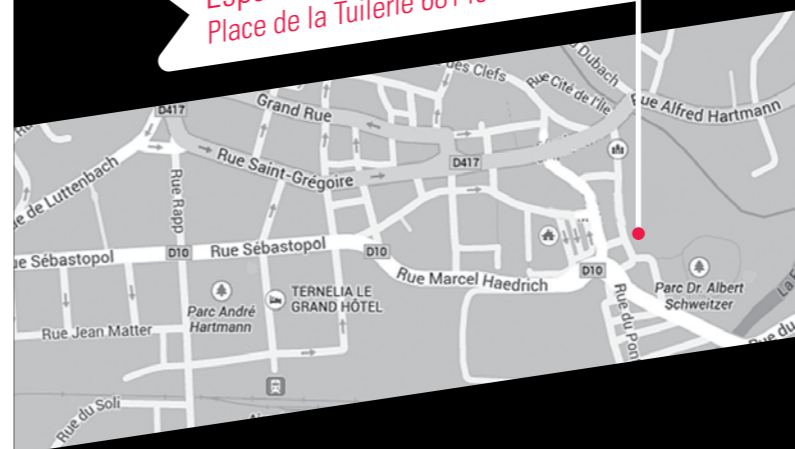 Place de la Tuilerie
des Clefs
Dubach
Rue Cité de l'Île
Rue Alfred Hartmann
D417
Grand Rue
Rue Saint-Grégoire
D417
de Luttenbach
Rue Rapp
Sébastopol
D10
Rue Sébastopol
D10
Rue Marcel Haedrich
D10
Parc Dr. Albert
Schweitzer
Parc André
Hartmann
TERNELIA LE
GRAND HÔTEL
Rue Jean Matter
Rue du
Rue du Soli